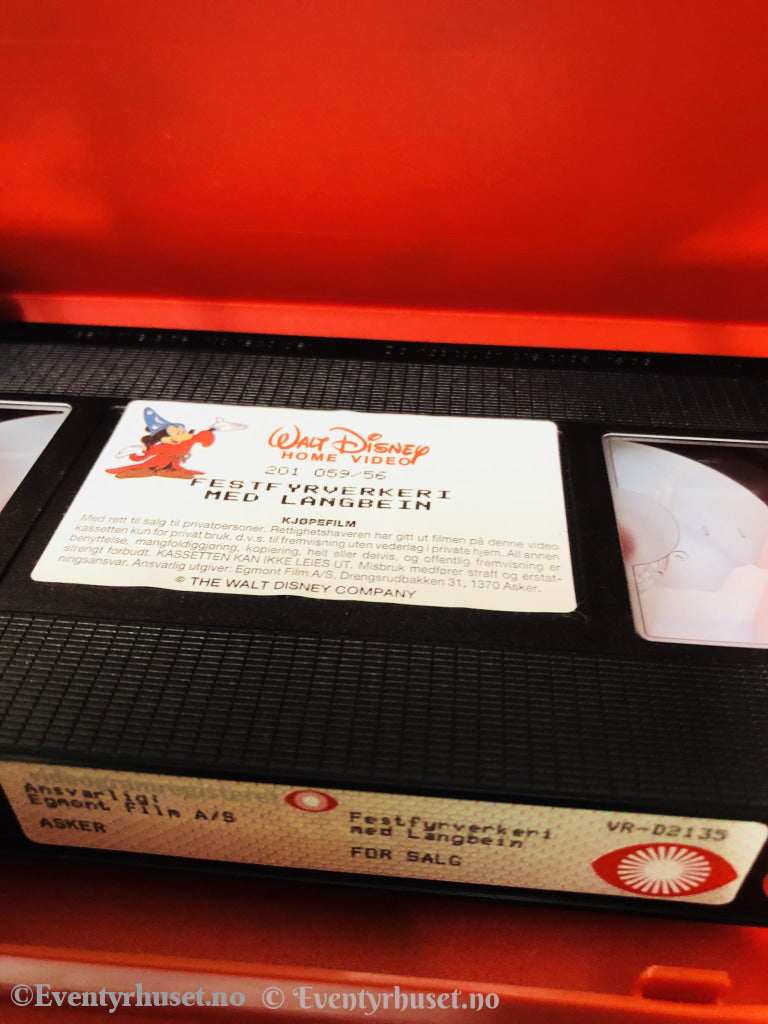 WALT DISNEY
HOME VIDEO
201 059/56
FESTFYRVERKERI
MED LANGBEIN
KJØPEFILM
Med rett til salg til privatpersoner. Rettighetshaveren har gitt ut filmen på denne video
kassetten kun for privat bruk, d.v.s. til fremvisning uten vederlag i private hjem. All annen
benyttelse, mangfoldiggjøring, kopiering, helt eller delvis, og offentlig fremvisning er
strengt forbudt. KASSETTEN KAN IKKE LEIES UT. Misbruk medfører straff og erstat-
ningsansvar. Ansvarlig utgiver: Egmont Film A/S, Drengsrudbakken 31, 1370 Asker.
© THE WALT DISNEY COMPANY
Videogramregisteret
Ansvarlig:
Egmont Film A/S
ASKER
Festfyrverkeri
med Langbein
FOR SALG
VR-D2135
©Eventyrhuset.no © Eventyrhuset.no